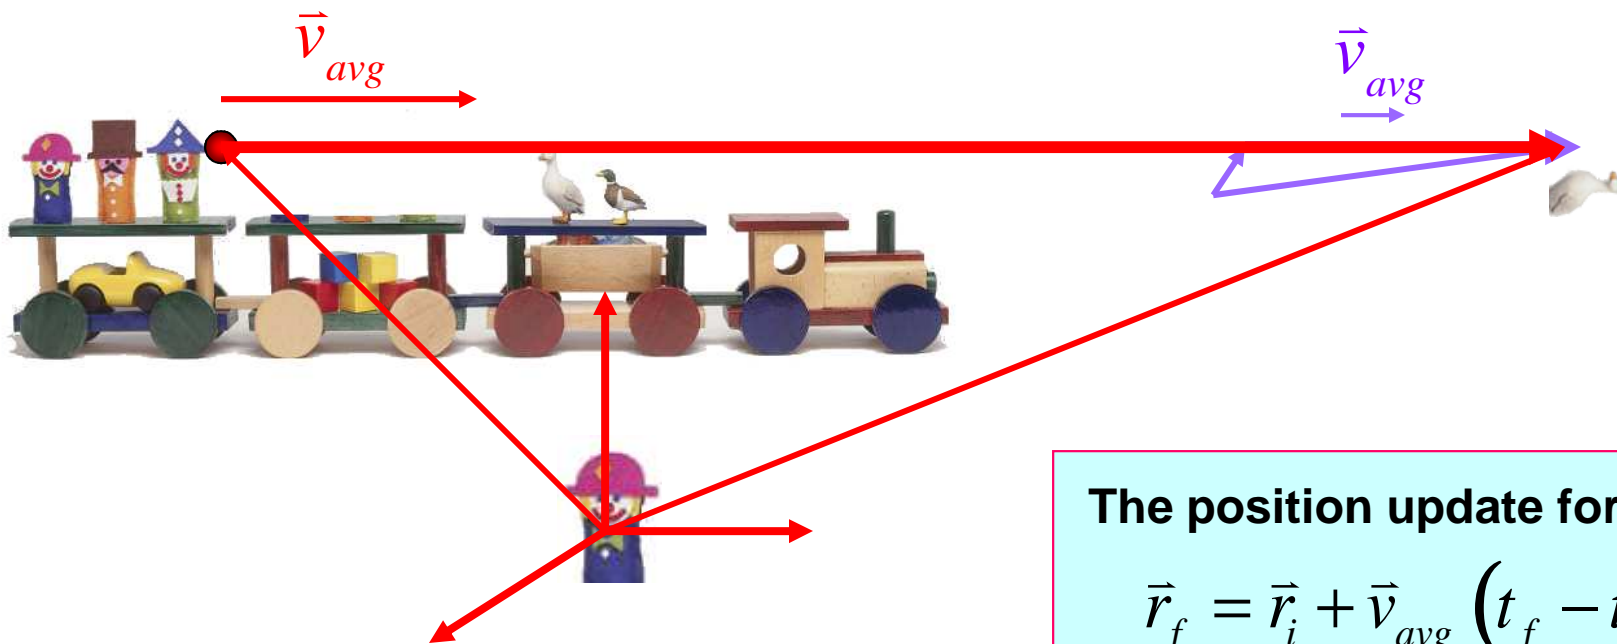 v⃗avg
v⃗avg
The position update for
r⃗f = r⃗i + v⃗avg (tf − t